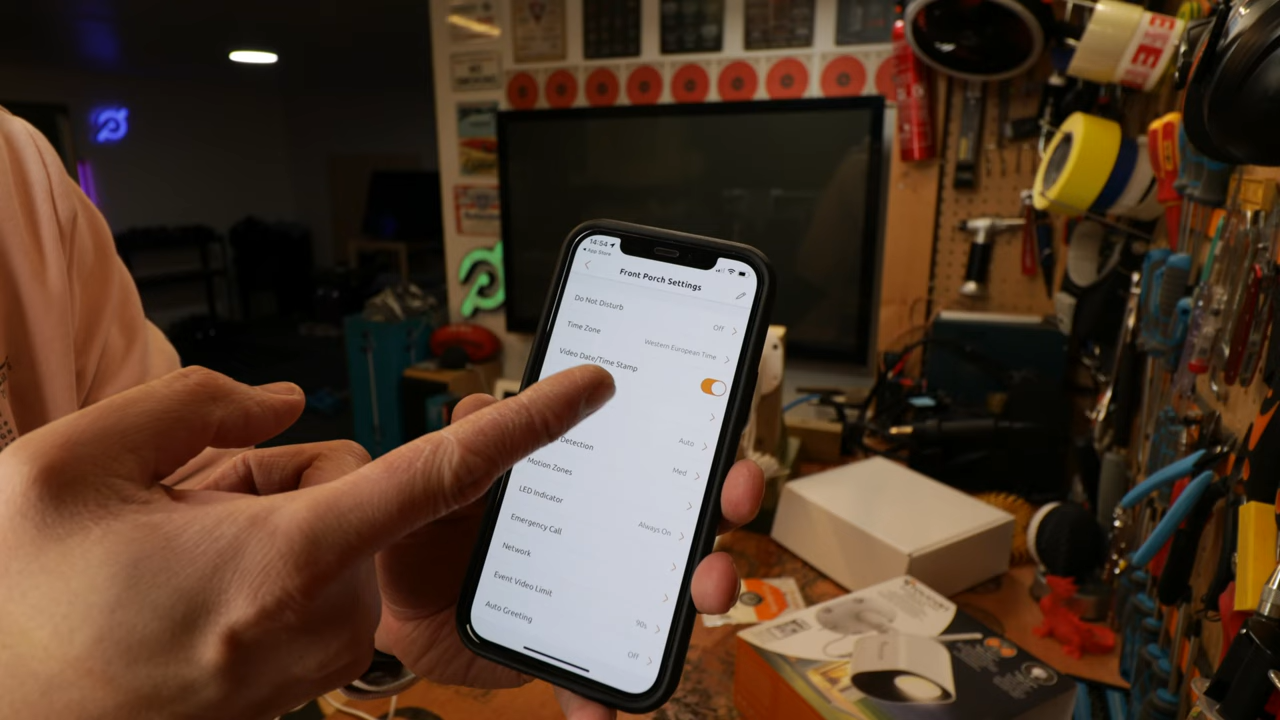 14:54
App Store
Front Porch Settings
Do Not Disturb
Off
Time Zone
Western European Time
Video Date/Time Stamp
Auto
Detection
Med
Motion Zones
LED Indicator
Always On
Emergency Call
Network
Event Video Limit
90s
Auto Greeting
Off